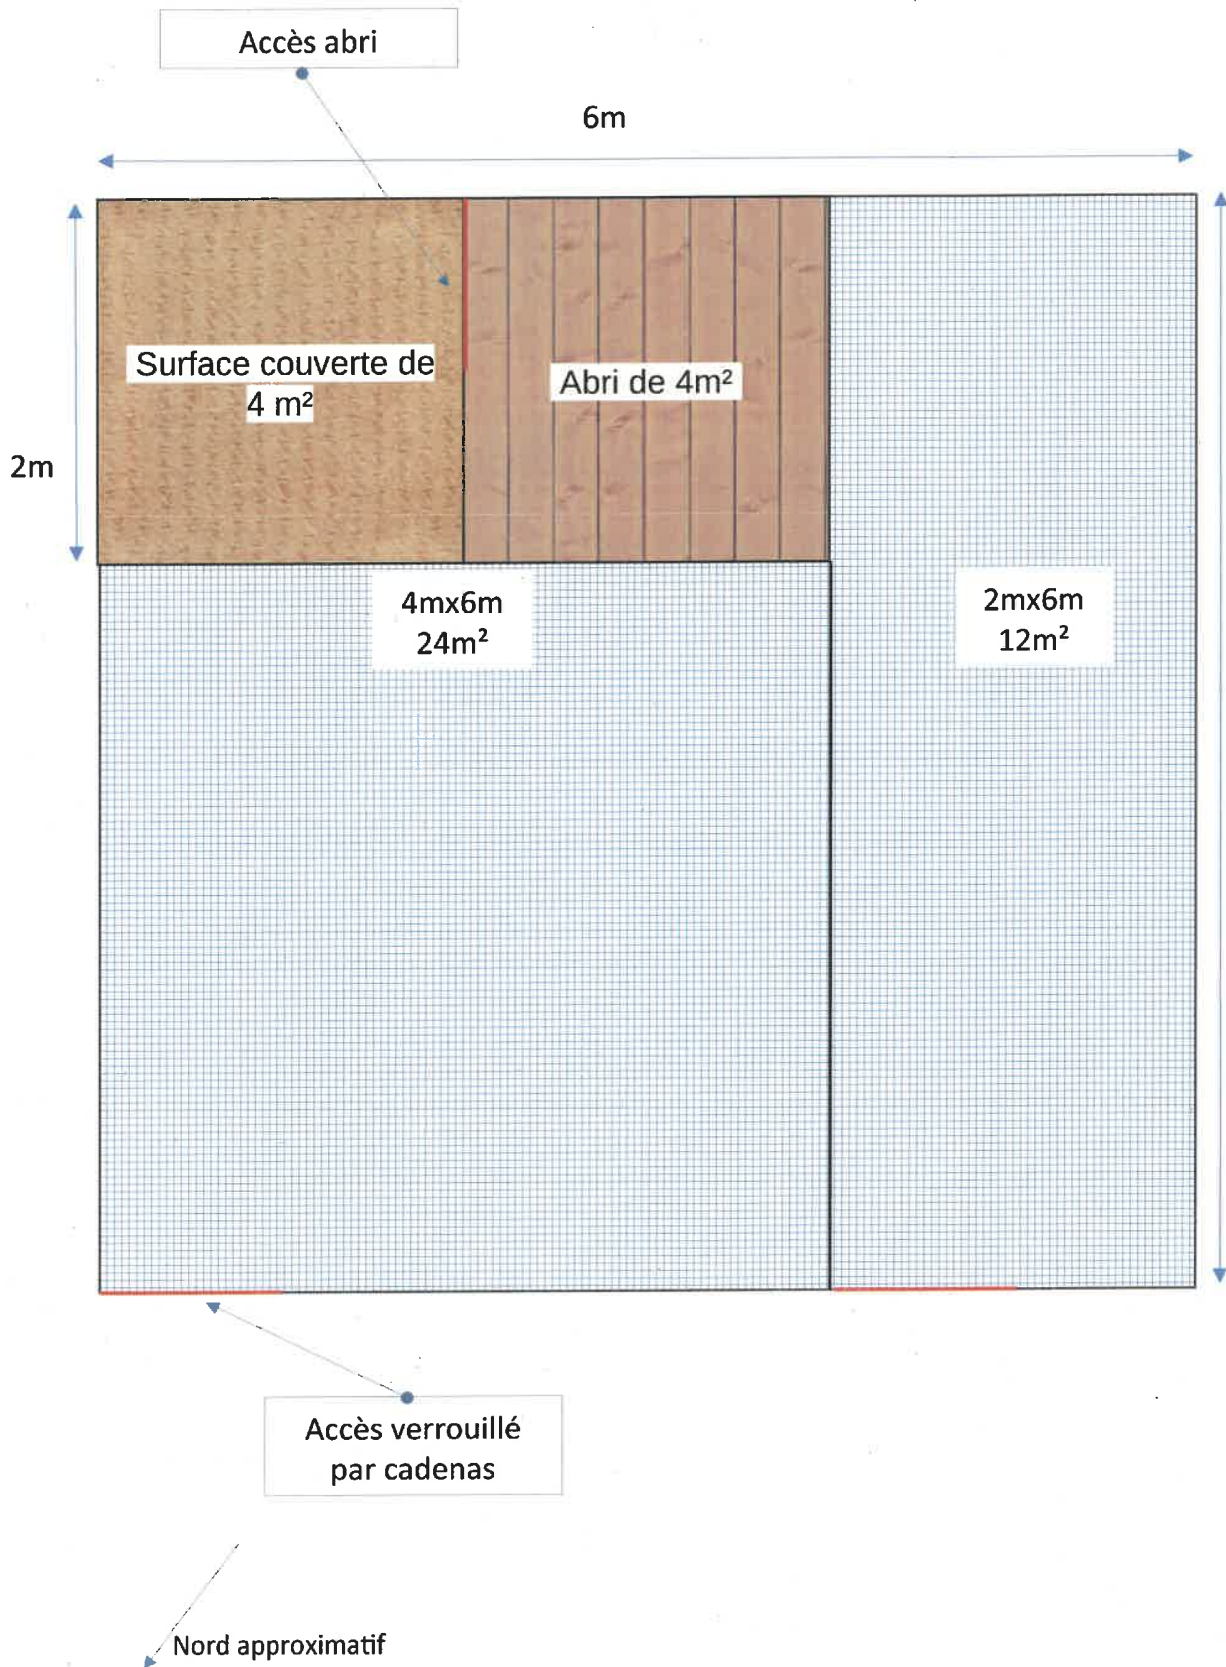 Accès abri
6m
Surface couverte de
4 m²
Abri de 4m²
2m
4mx6m
24m²
2mx6m
12m²
Accès verrouillé
par cadenas
Nord approximatif